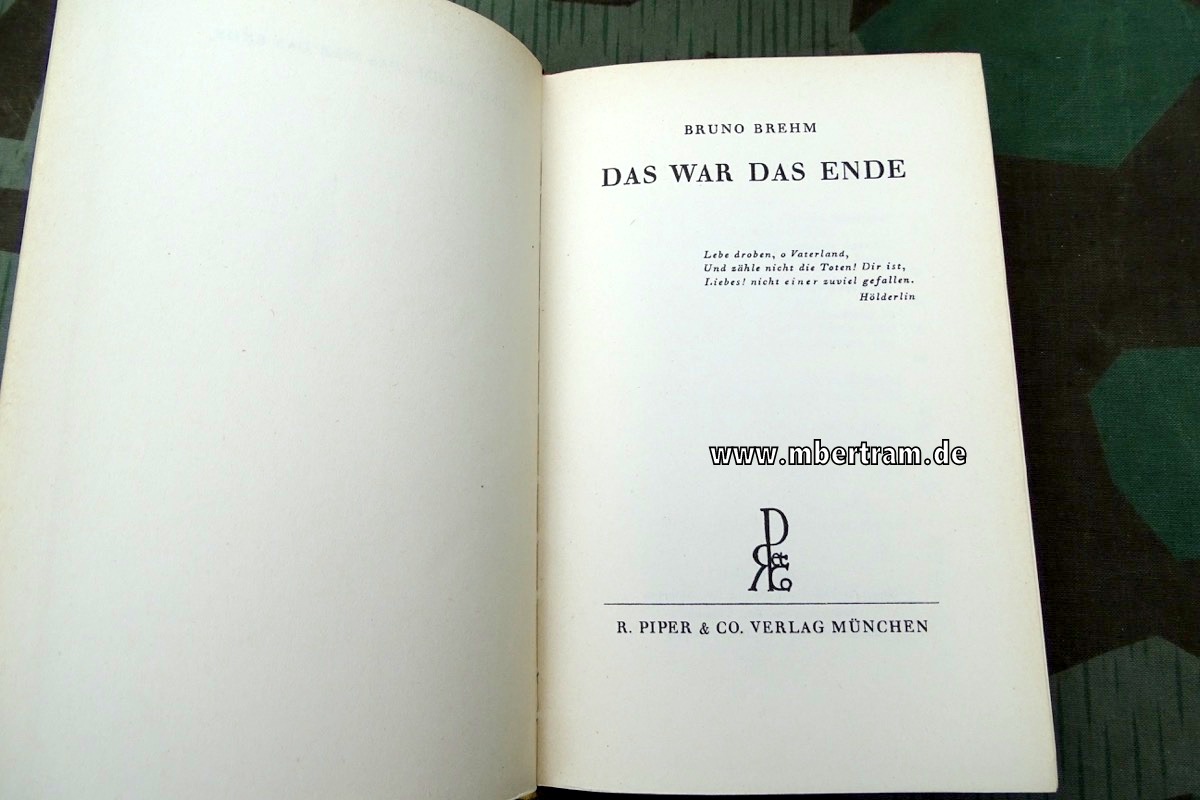 BRUNO BREHM
DAS WAR DAS ENDE
Lebe droben, o Vaterland,
Und zähle nicht die Toten! Dir ist,
Liebes! nicht einer zuviel gefallen.
Hölderlin
www.mbertram.de
R. PIPER & CO. VERLAG MÜNCHEN